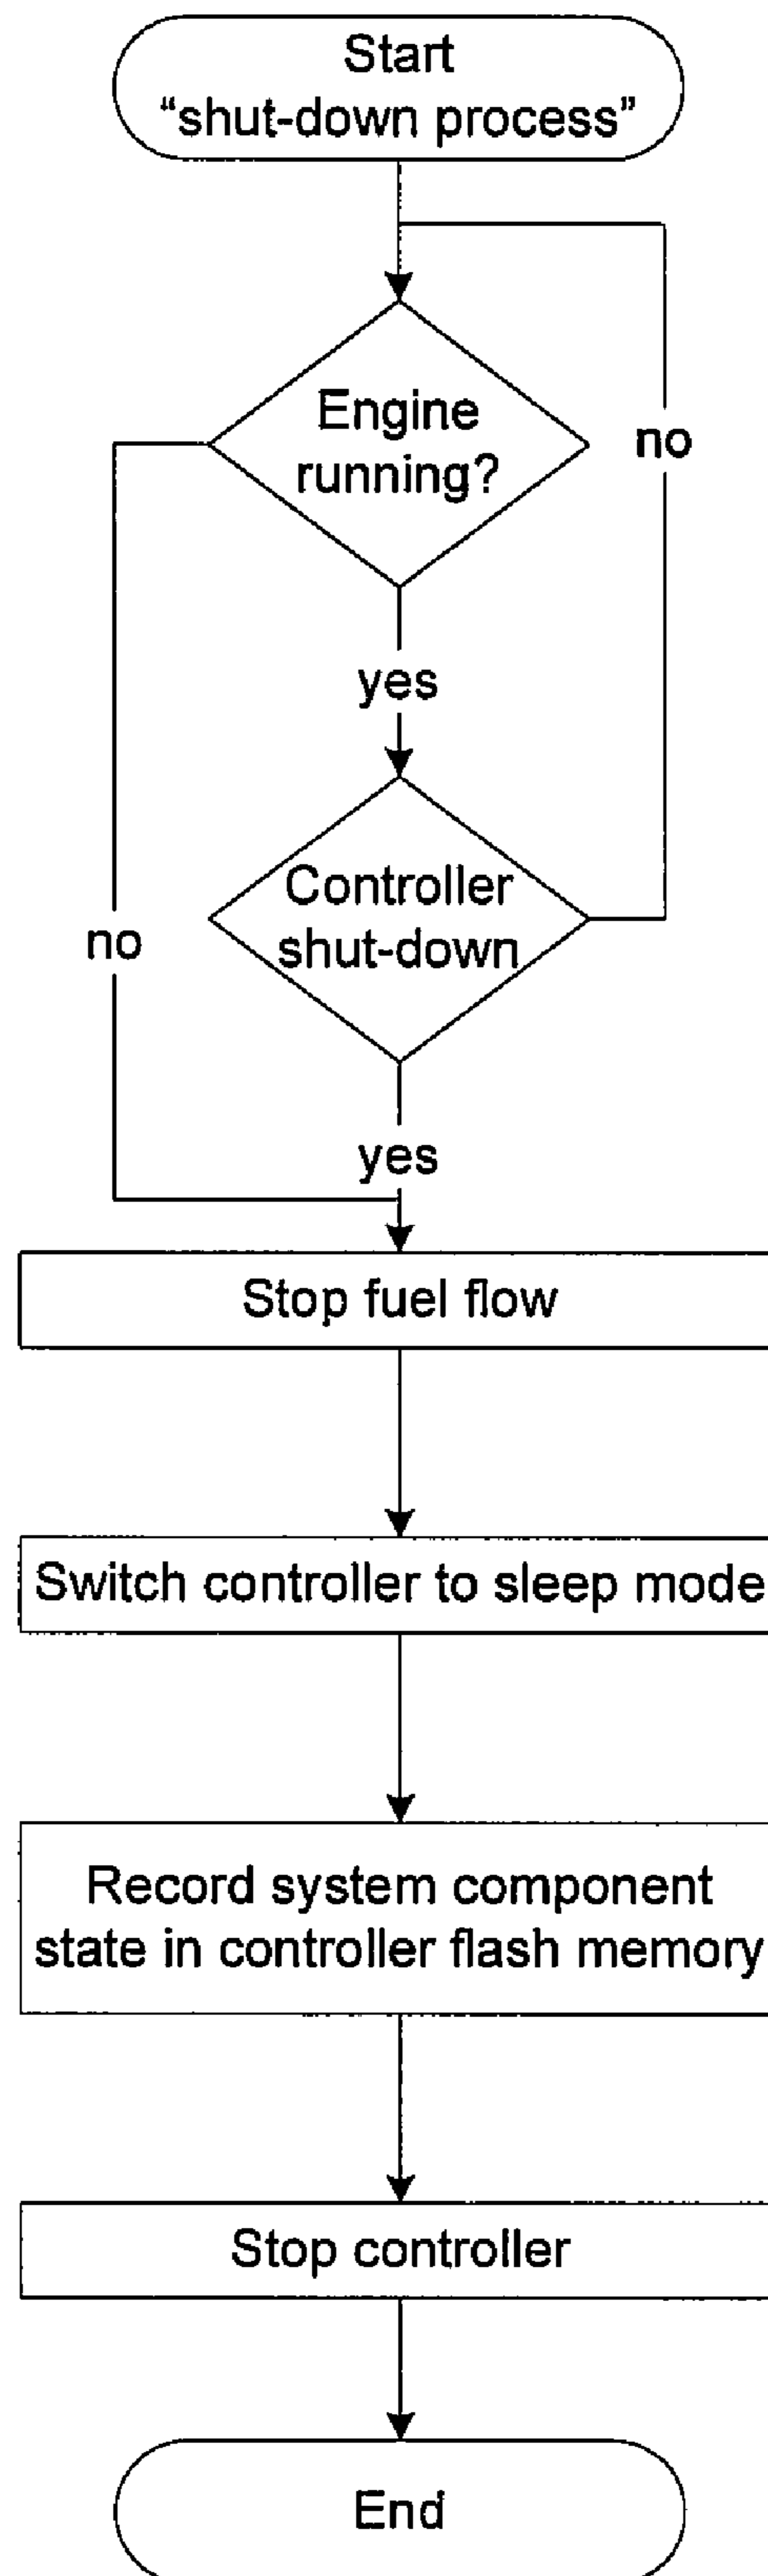 Start
“shut-down process”
Engine
running?
no
yes
Controller
shut-down
no
yes
Stop fuel flow
Switch controller to sleep mode
Record system component
state in controller flash memory
Stop controller
End